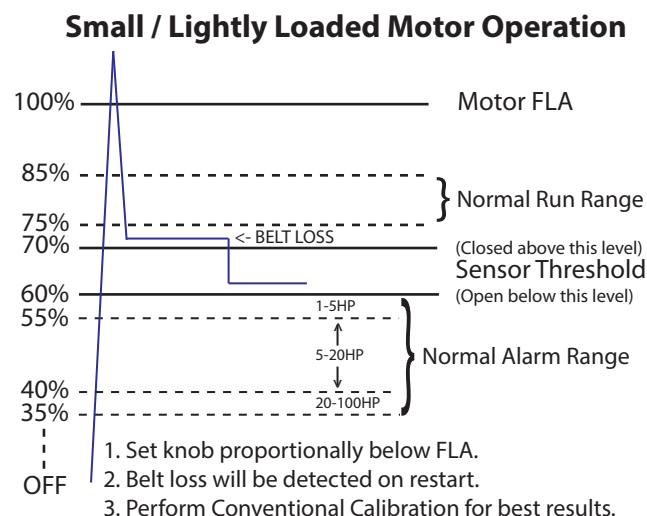 Small / Lightly Loaded Motor Operation
100%
Motor FLA
85%
Normal Run Range
75%
<- BELT LOSS
70%
(Closed above this level)
Sensor Threshold
60%
(Open below this level)
1-5HP
55%
5-20HP
Normal Alarm Range
40%
20-100HP
35%
OFF
1. Set knob proportionally below FLA.
2. Belt loss will be detected on restart.
3. Perform Conventional Calibration for best results.